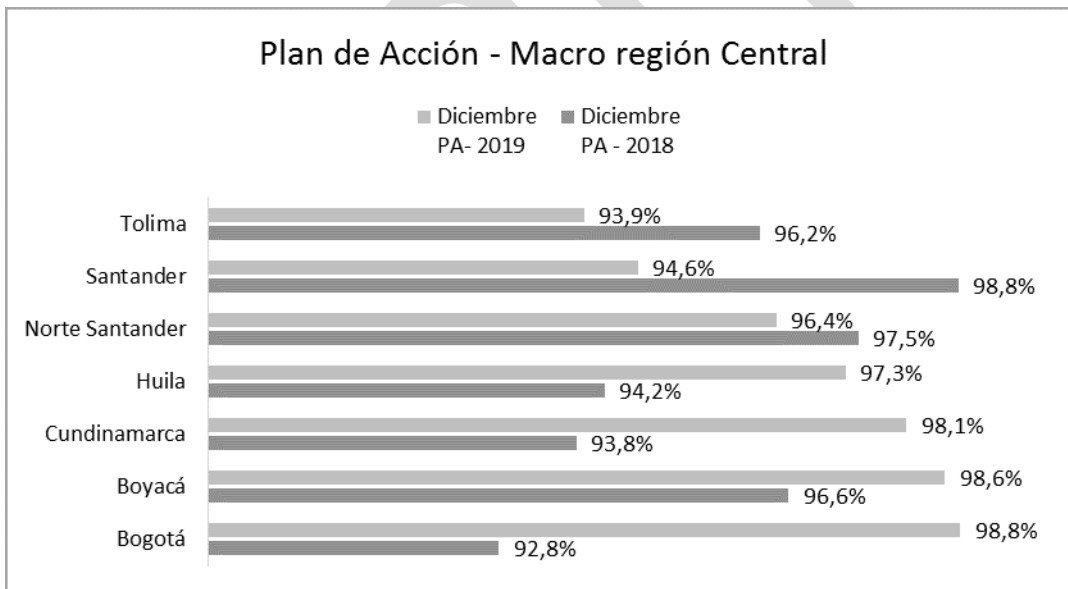 Plan de Acción - Macro región Central
Diciembre PA- 2019
Diciembre PA - 2018
Tolima
93,9%
96,2%
Santander
94,6%
98,8%
Norte Santander
96,4%
97,5%
Huila
97,3%
94,2%
Cundinamarca
98,1%
93,8%
Boyacá
98,6%
96,6%
Bogotá
98,8%
92,8%